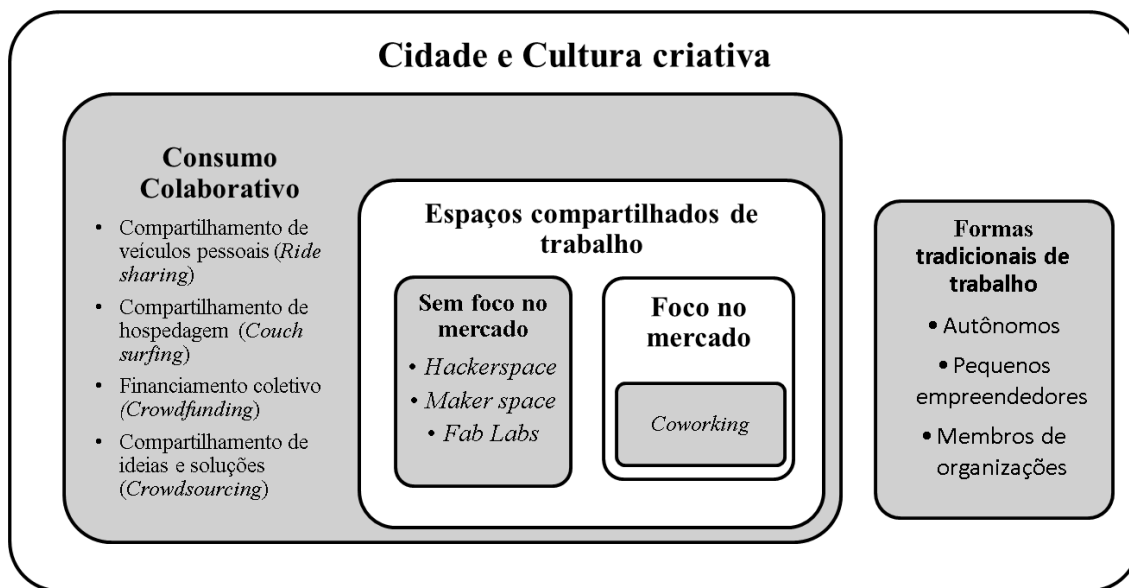 Cidade e Cultura criativa
Consumo
Colaborativo
• Compartilhamento de
veículos pessoais (Ride
sharing)
• Compartilhamento de
hospedagem (Couch
surfing)
• Financiamento coletivo
(Crowdfunding)
• Compartilhamento de
ideias e soluções
(Crowdsourcing)
Espaços compartilhados de
trabalho
Sem foco no
mercado
• Hackerspace
• Maker space
• Fab Labs
Foco no
mercado
Coworking
Formas
tradicionais de
trabalho
• Autônomos
• Pequenos
empreendedores
• Membros de
organizações